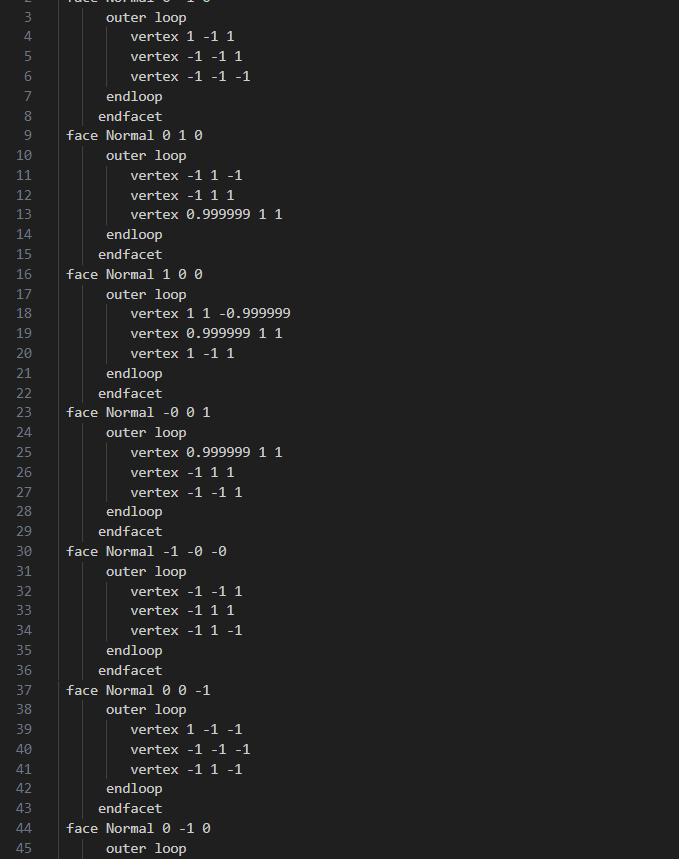 2 face Normal 0 -1 0
3 outer loop
4 vertex 1 -1 1
5 vertex -1 -1 1
6 vertex -1 -1 -1
7 endloop
8 endfacet
9 face Normal 0 1 0
10 outer loop
11 vertex -1 1 -1
12 vertex -1 1 1
13 vertex 0.999999 1 1
14 endloop
15 endfacet
16 face Normal 1 0 0
17 outer loop
18 vertex 1 1 -0.999999
19 vertex 0.999999 1 1
20 vertex 1 -1 1
21 endloop
22 endfacet
23 face Normal -0 0 1
24 outer loop
25 vertex 0.999999 1 1
26 vertex -1 1 1
27 vertex -1 -1 1
28 endloop
29 endfacet
30 face Normal -1 -0 -0
31 outer loop
32 vertex -1 -1 1
33 vertex -1 1 1
34 vertex -1 1 -1
35 endloop
36 endfacet
37 face Normal 0 0 -1
38 outer loop
39 vertex 1 -1 -1
40 vertex -1 -1 -1
41 vertex -1 1 -1
42 endloop
43 endfacet
44 face Normal 0 -1 0
45 outer loop